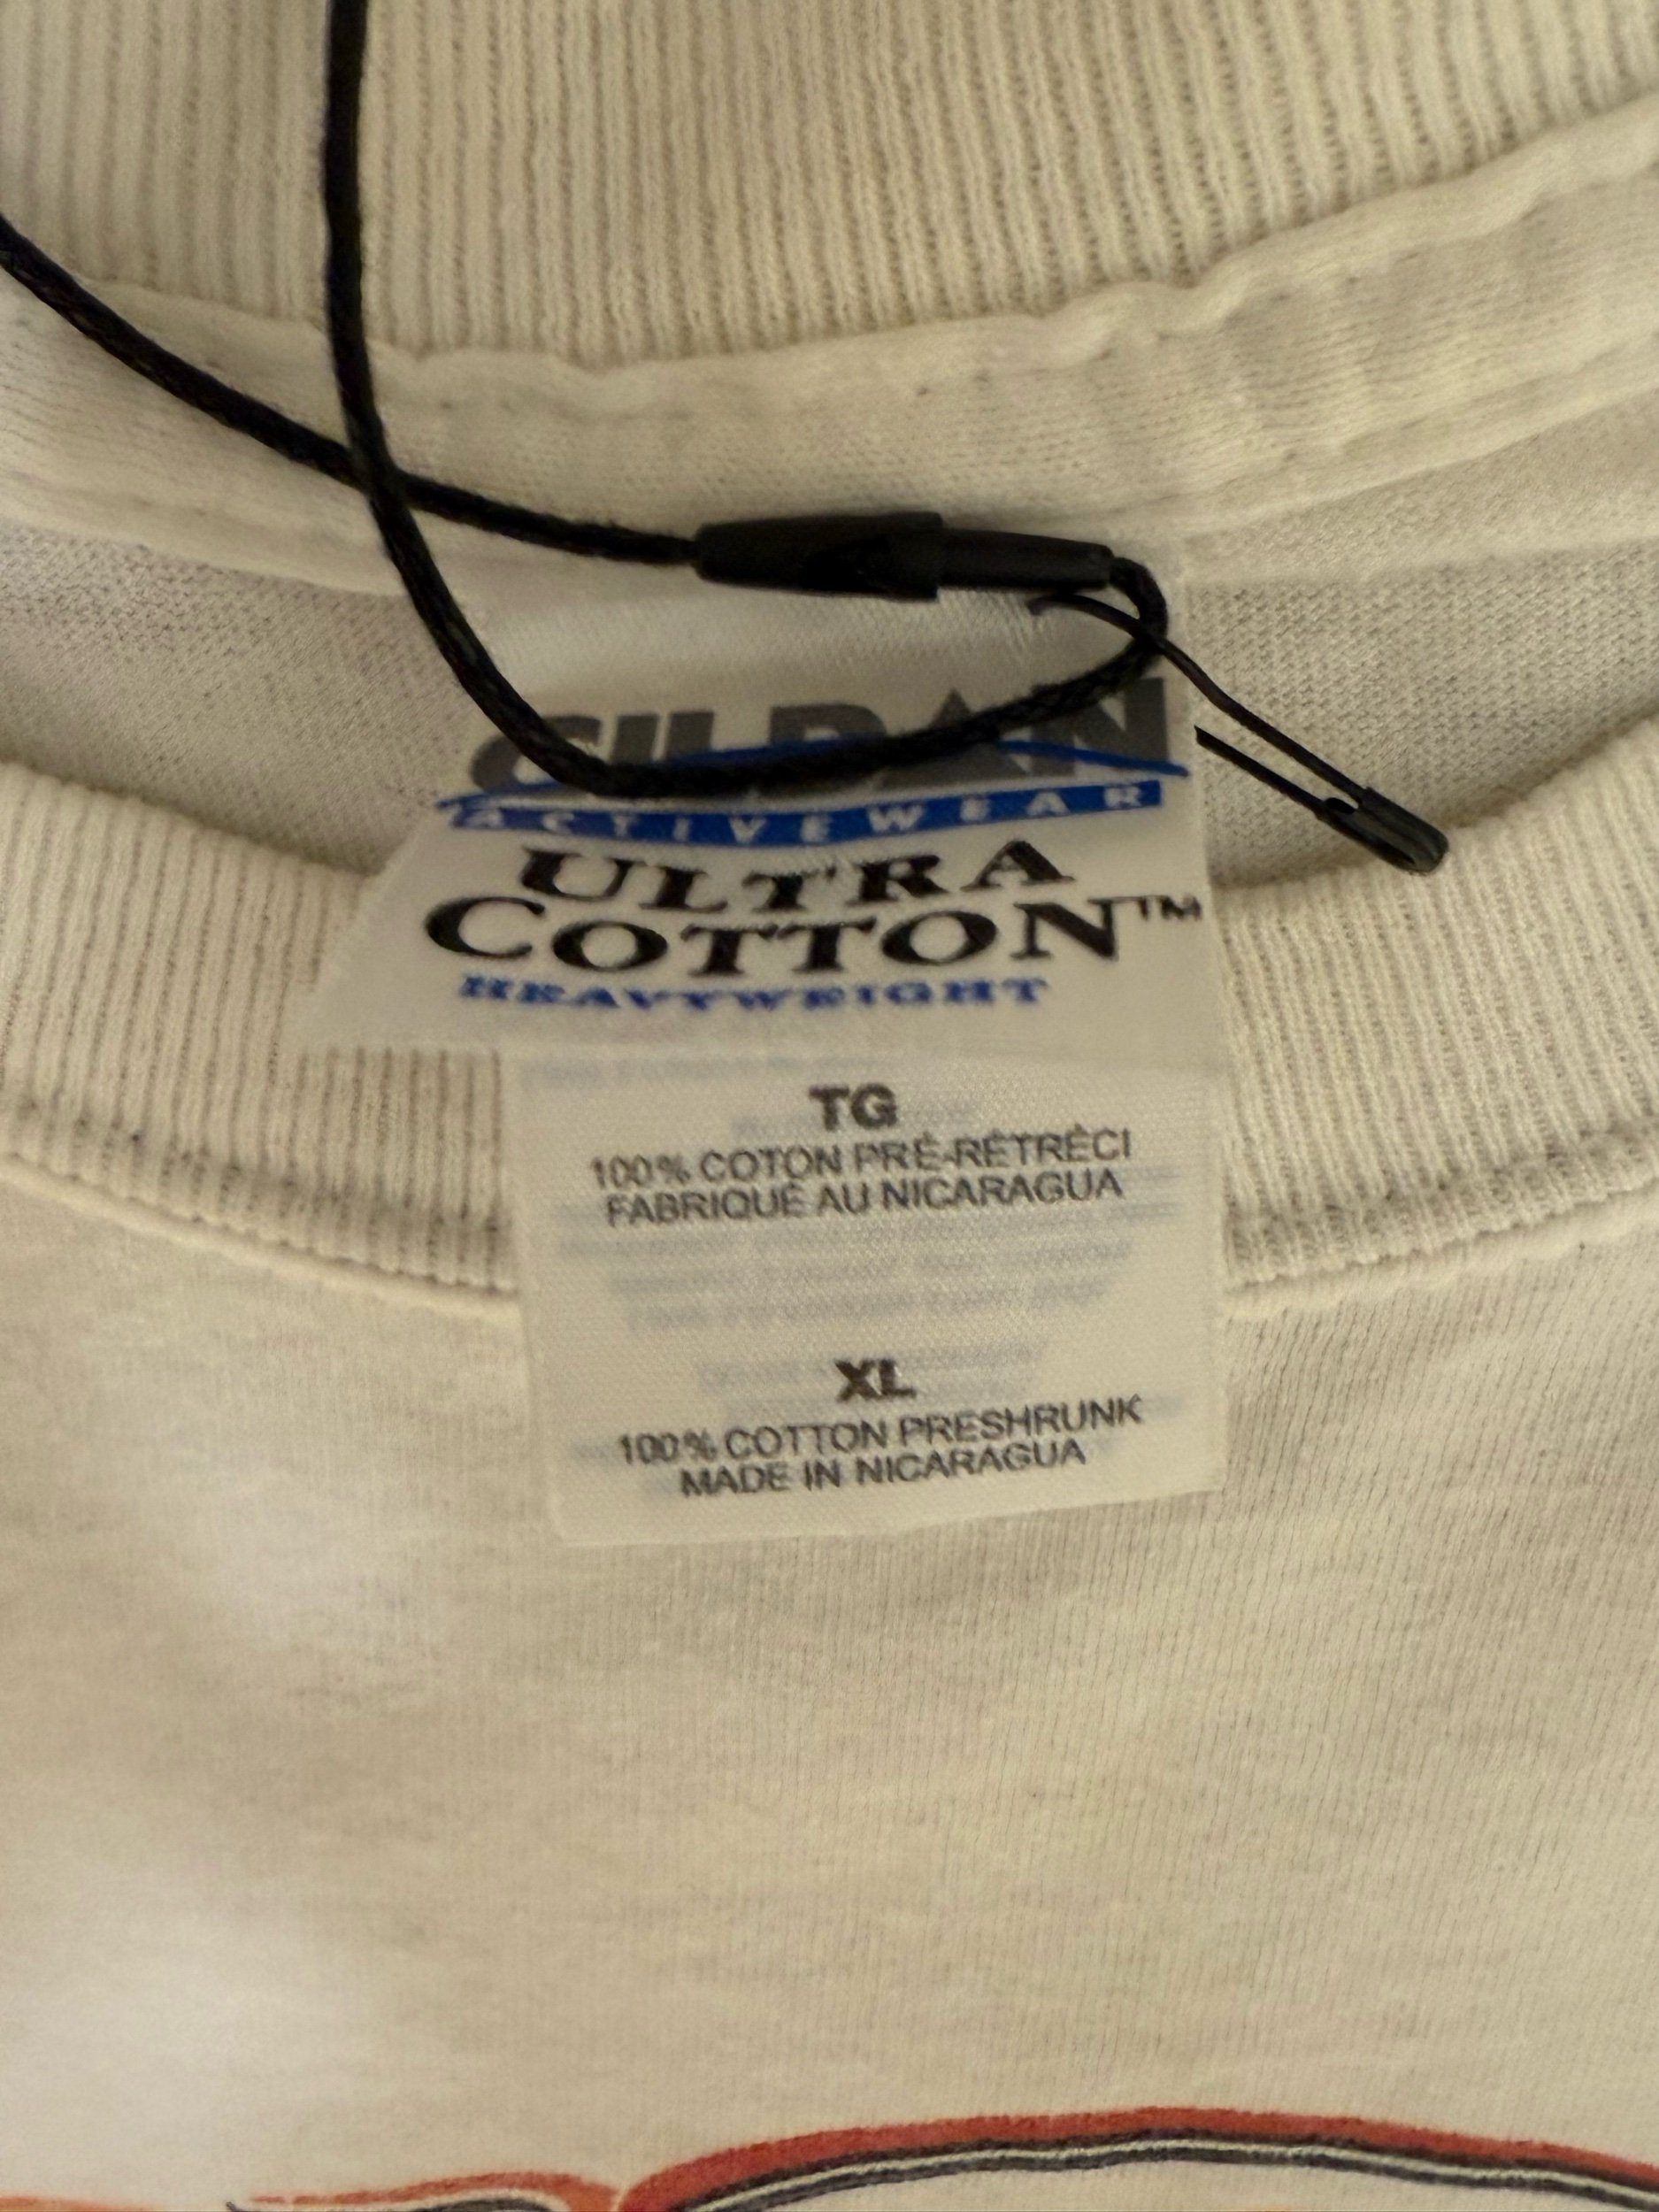 GILDAN
ACTIVEWEAR
ULTRA
COTTON™
HEAVYWEIGHT
TG
100% COTON PRÉ-RÉTRÉCI
FABRIQUÉ AU NICARAGUA
XL
100% COTTON PRESHRUNK
MADE IN NICARAGUA